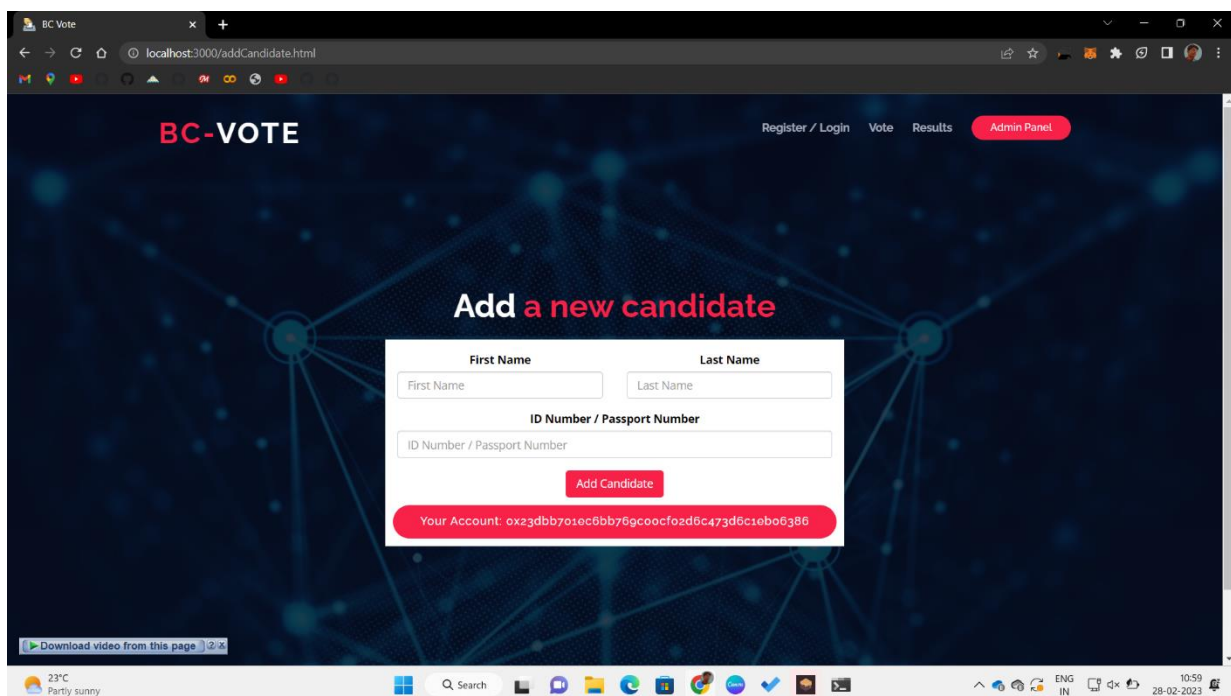 BC Vote
localhost:3000/addCandidate.html
BC-VOTE
Register / Login Vote Results Admin Panel
Add a new candidate
First Name Last Name
First Name Last Name
ID Number / Passport Number
ID Number / Passport Number
Add Candidate
Your Account: 0x23dbb701ec6bb769c00cf02d6c473d6c1eb06386
Download video from this page
23°C
Partly sunny
Search
ENG
IN
10:59
28-02-2023